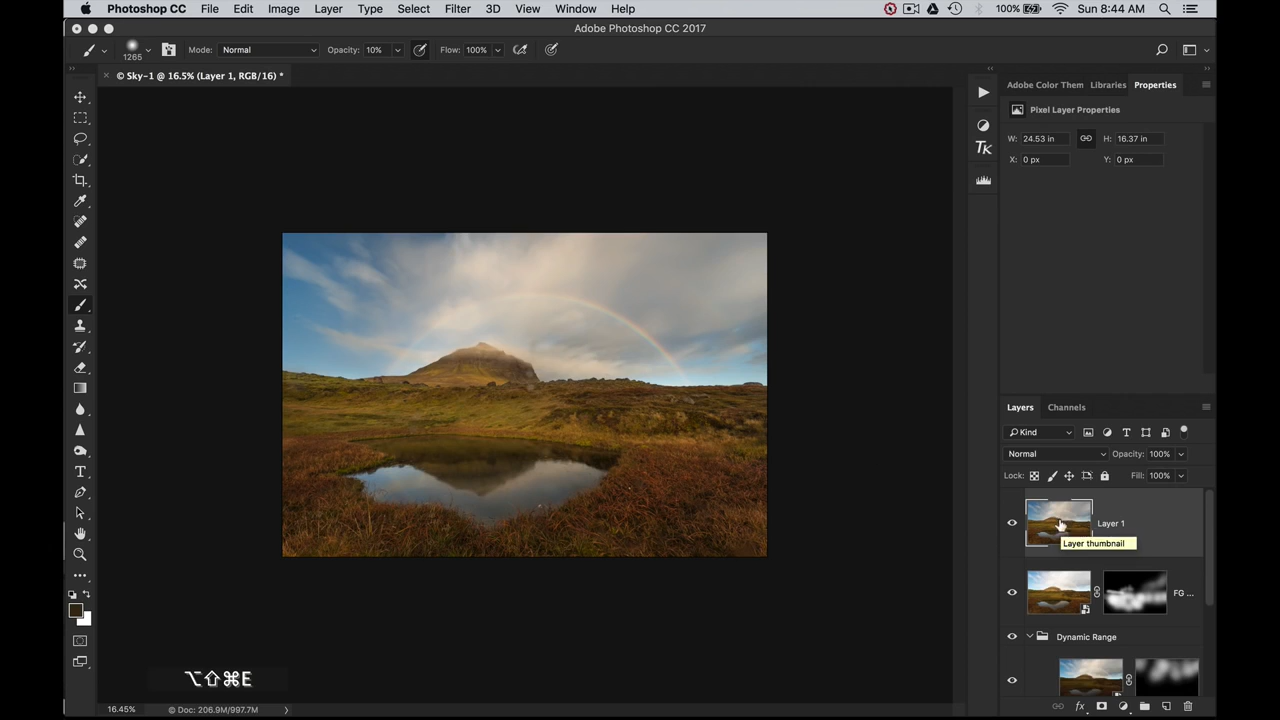 Photoshop CC File Edit Image Layer Type Select Filter 3D View Window Help 100% Sun 8:44 AM
Adobe Photoshop CC 2017
1265 Mode: Normal Opacity: 10% Flow: 100%
× © Sky-1 @ 16.5% (Layer 1, RGB/16) *
Adobe Color Them Libraries Properties
Pixel Layer Properties
W: 24.53 in H: 16.37 in
X: 0 px Y: 0 px
TK
Layers Channels
Kind
Normal Opacity: 100%
Lock: Fill: 100%
Layer 1
Layer thumbnail
FG ...
Dynamic Range
⌥⇧⌘E
16.45% © Doc: 206.9M/997.7M